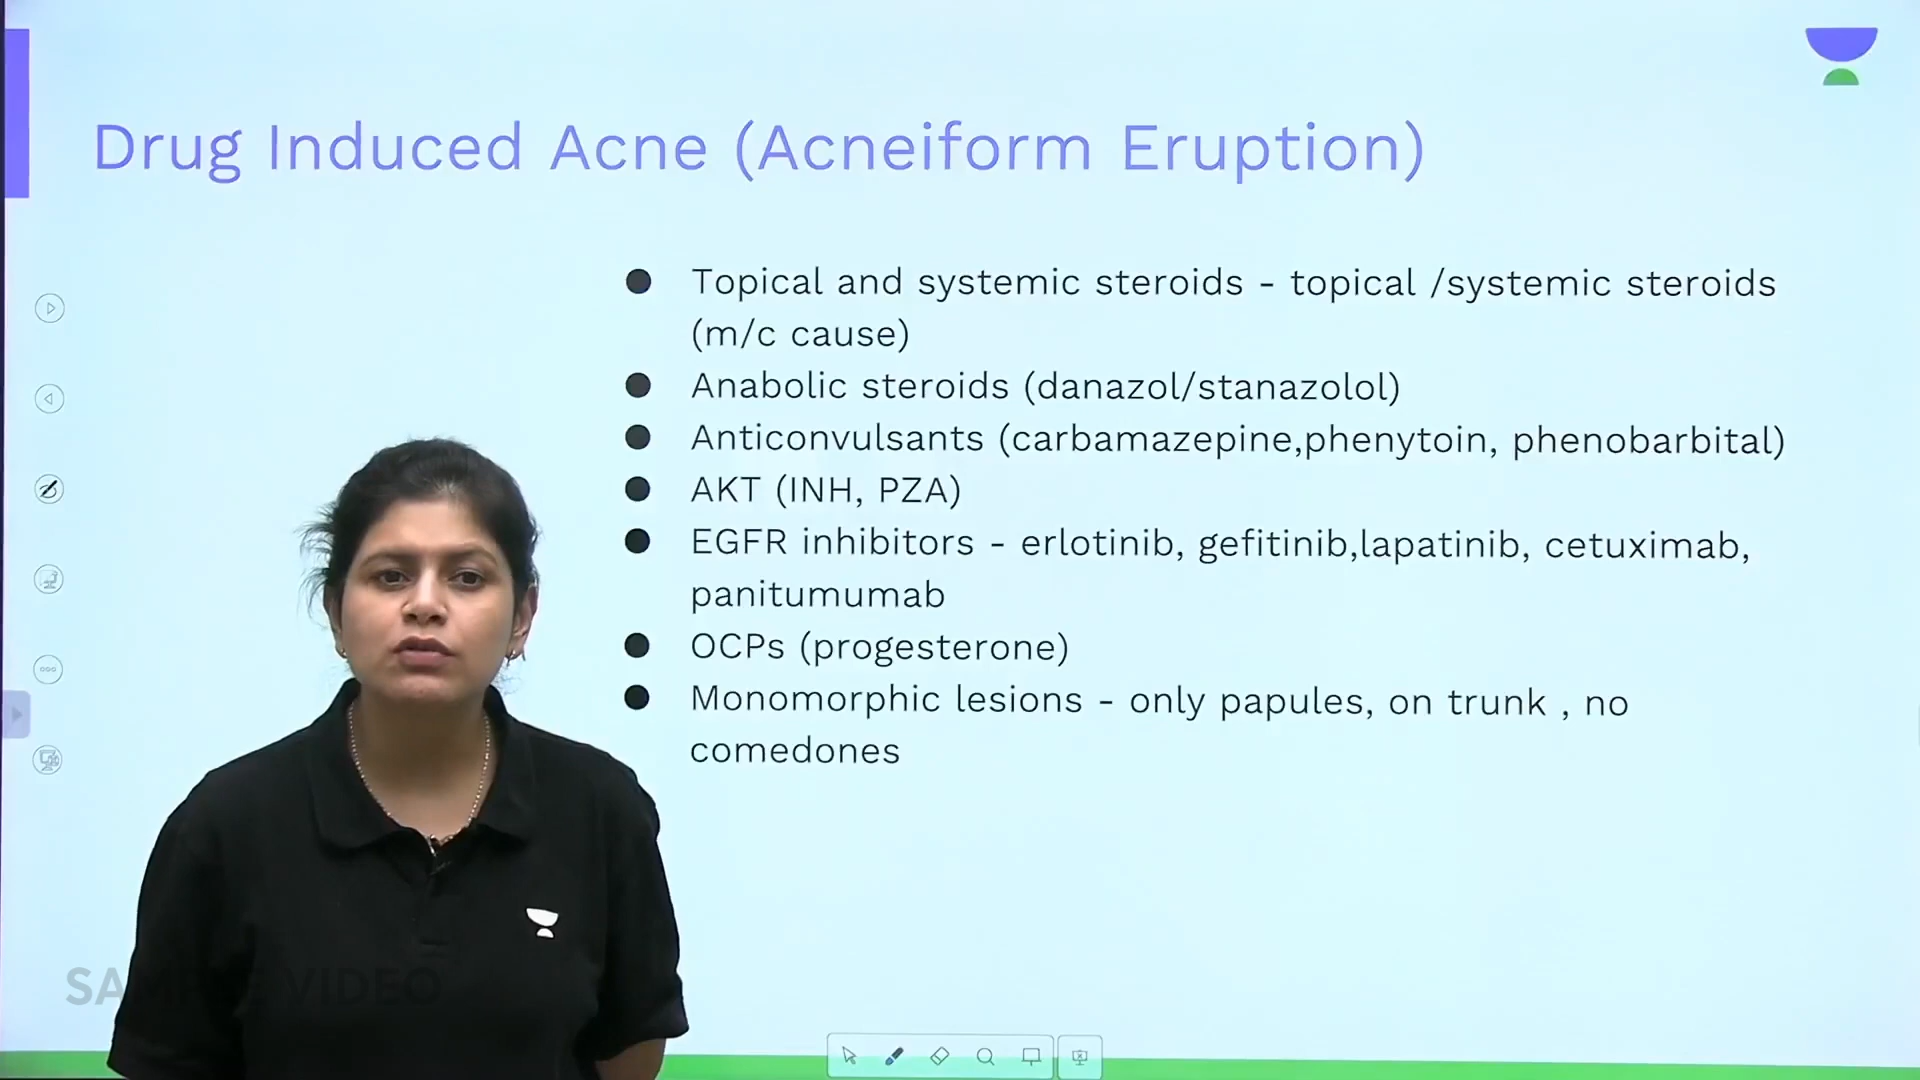 Drug Induced Acne (Acneiform Eruption)
● Topical and systemic steroids - topical /systemic steroids
(m/c cause)
● Anabolic steroids (danazol/stanazolol)
● Anticonvulsants (carbamazepine,phenytoin, phenobarbital)
● AKT (INH, PZA)
● EGFR inhibitors - erlotinib, gefitinib,lapatinib, cetuximab,
panitumumab
● OCPs (progesterone)
● Monomorphic lesions - only papules, on trunk , no
comedones
SAMPLE VIDEO